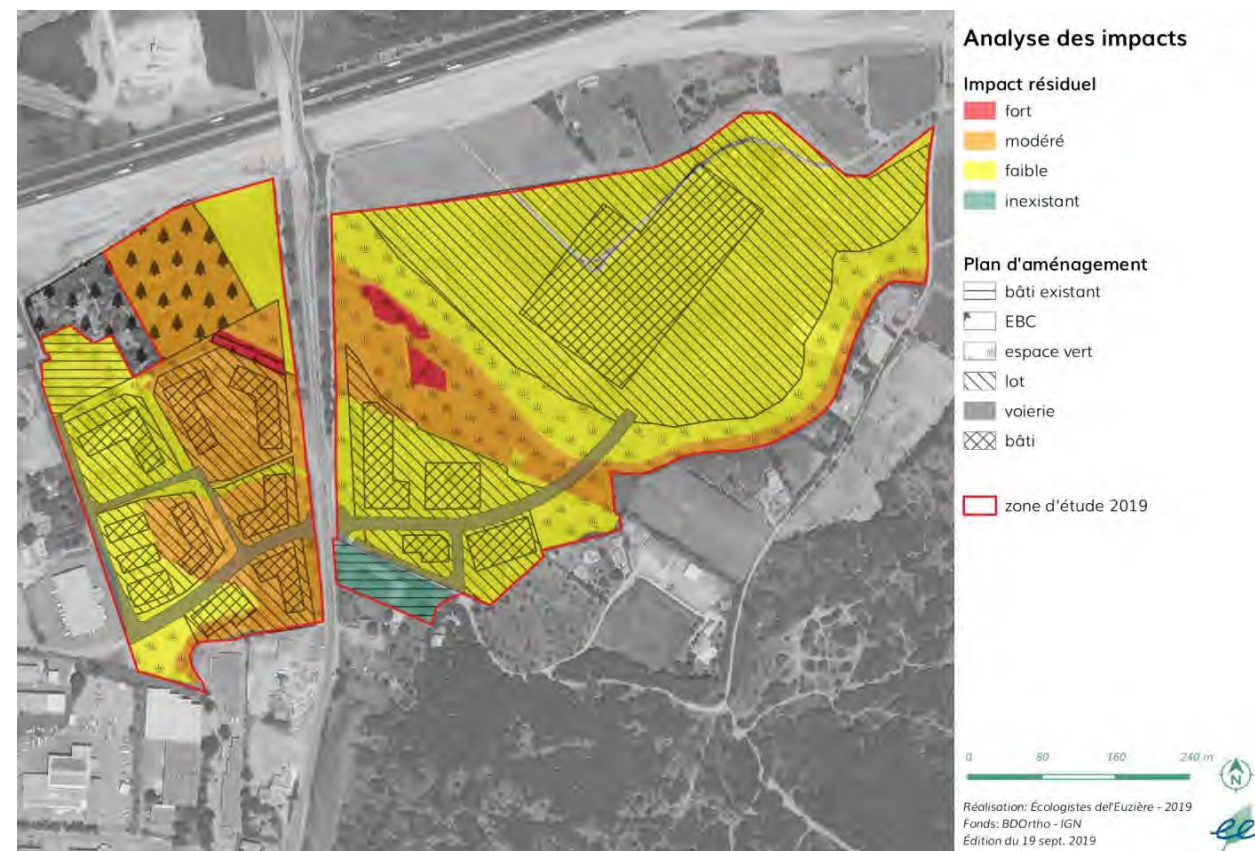 Analyse des impacts
Impact résiduel
fort
modéré
faible
inexistant
Plan d'aménagement
bâti existant
EBC
espace vert
lot
voierie
bâti
zone d'étude 2019
0 80 160 240 m
N
Réalisation: Écologistes del'Euzière - 2019
Fonds: BDOrtho - IGN
Édition du 19 sept. 2019
ee